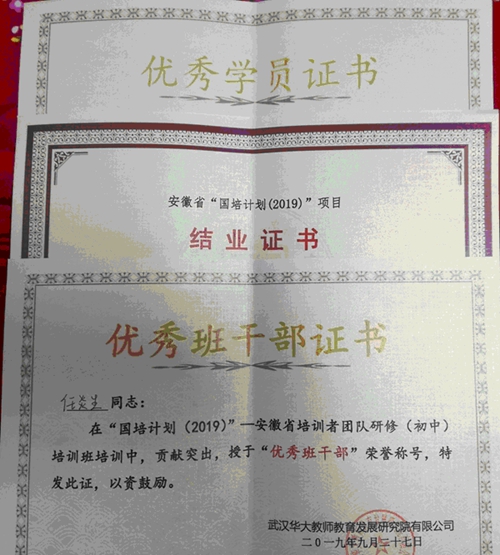 优秀学员证书
安徽省“国培计划(2019)”项目
结业证书
优秀班干部证书
任炎生 同志：
在“国培计划（2019）”—安徽省培训者团队研修（初中）
培训班培训中，贡献突出，授于“优秀班干部”荣誉称号，特
发此证，以资鼓励。
武汉华大教师教育发展研究院有限公司
二0一九年九月二十七日